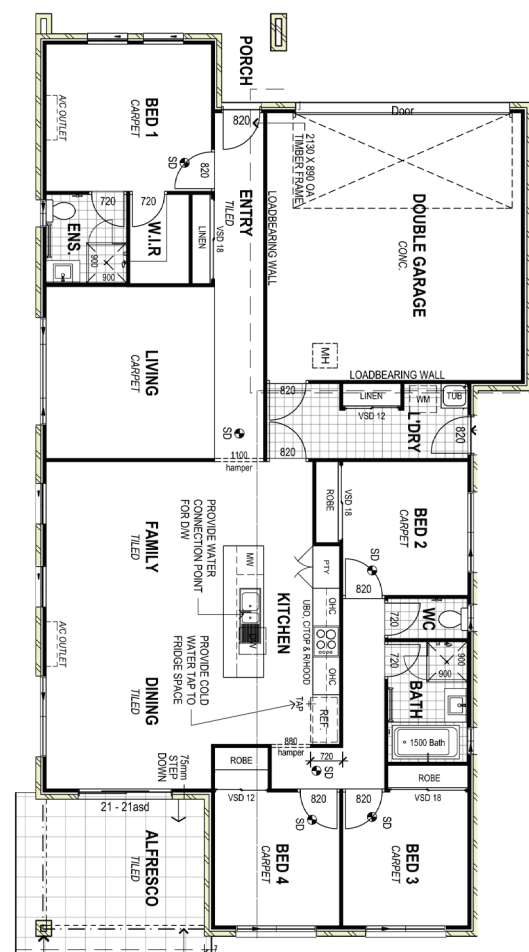 PORCH
BED 1
CARPET
A/C OUTLET
820
820
SD
Door
2130 X 890 OA
TIMBER FRAME
ENTRY
TILED
LOADBEARING WALL
DOUBLE GARAGE
CONC.
720
720
ENS.
W.I.R
LINEN
VSD 18
900
900
LIVING
CARPET
MH
LOADBEARING WALL
820
LINEN
WM
TUB
VSD 12
L'DRY
820
SD
820
1100
hamper
ROBE
VSD 18
BED 2
CARPET
FAMILY
TILED
PROVIDE WATER
CONNECTION POINT
FOR D/W
MW
KITCHEN
PTY
OHC
UBO, C/TOP & R/HOOD
OHC
SD
820
WC
720
A/C OUTLET
PROVIDE COLD
WATER TAP TO
FRIDGE SPACE
720
900
900
BATH
DINING
TILED
TAP
REF
1500 Bath
880
hamper
720
75mm
STEP
DOWN
ROBE
SD
ROBE
21 - 21asd
VSD 12
820
820
VSD 18
SD
SD
ALFRESCO
TILED
BED 4
CARPET
BED 3
CARPET